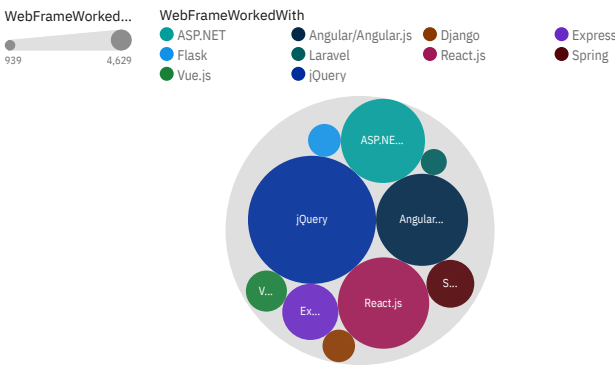 WebFrameWorked...
939
4,629
WebFrameWorkedWith
ASP.NET
Angular/Angular.js
Django
Express
Flask
Laravel
React.js
Spring
Vue.js
jQuery
ASP.NE...
jQuery
Angular...
V...
Ex...
React.js
S...